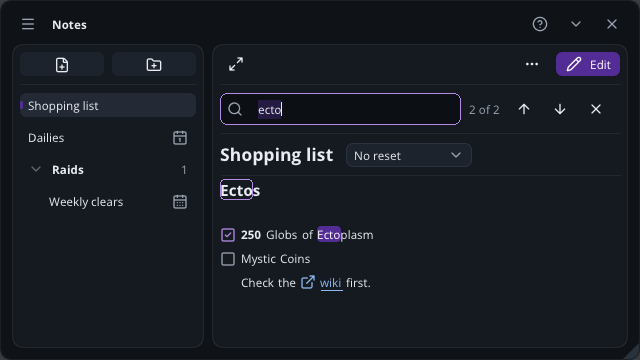 Notes
Shopping list
Dailies
Raids 1
Weekly clears
Edit
ecto
2 of 2
Shopping list
No reset
Ectos
250 Globs of Ectoplasm
Mystic Coins
Check the wiki first.